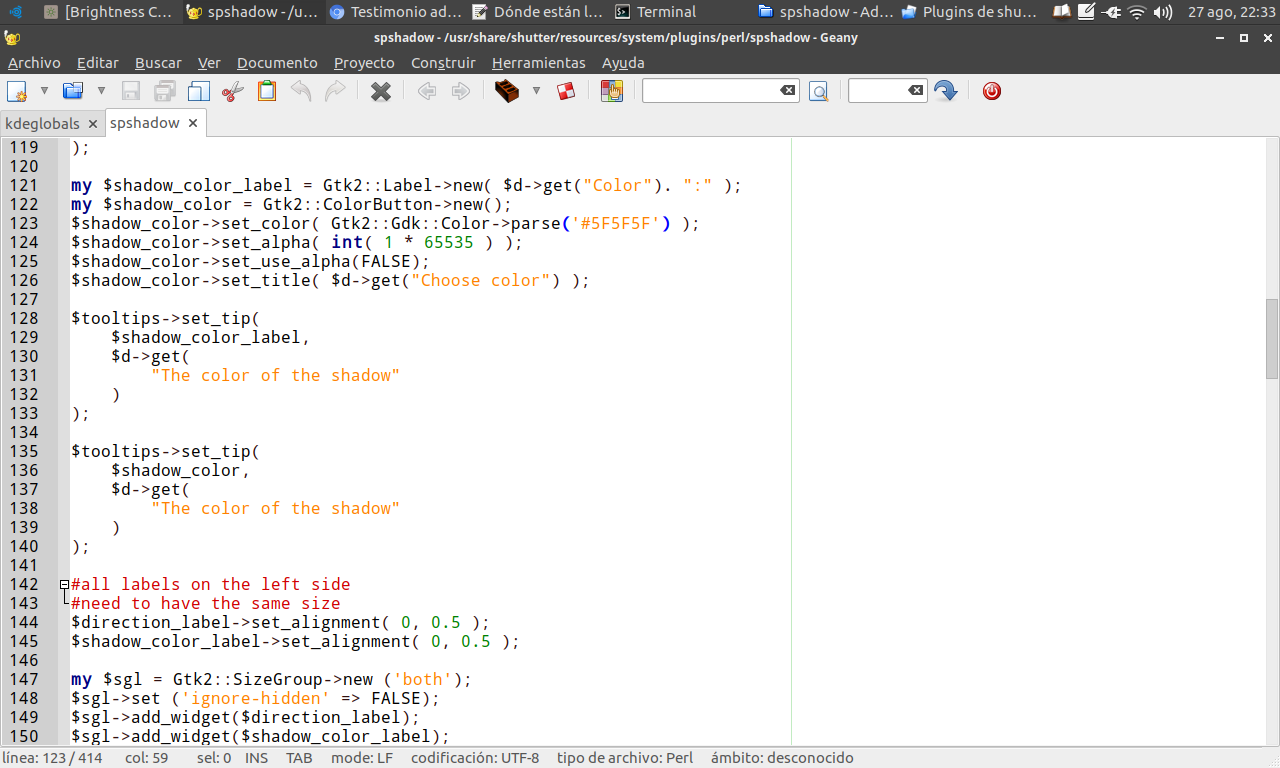 [Brightness C... spshadow - /u... Testimonio ad... Dónde están l... Terminal spshadow - Ad... Plugins de shu... 27 ago, 22:33
spshadow - /usr/share/shutter/resources/system/plugins/perl/spshadow - Geany
Archivo Editar Buscar Ver Documento Proyecto Construir Herramientas Ayuda
kdeglobals spshadow
119 );
120
121 my $shadow_color_label = Gtk2::Label->new( $d->get("Color"). ":" );
122 my $shadow_color = Gtk2::ColorButton->new();
123 $shadow_color->set_color( Gtk2::Gdk::Color->parse('#5F5F5F') );
124 $shadow_color->set_alpha( int( 1 * 65535 ) );
125 $shadow_color->set_use_alpha(FALSE);
126 $shadow_color->set_title( $d->get("Choose color") );
127
128 $tooltips->set_tip(
129     $shadow_color_label,
130     $d->get(
131         "The color of the shadow"
132     )
133 );
134
135 $tooltips->set_tip(
136     $shadow_color,
137     $d->get(
138         "The color of the shadow"
139     )
140 );
141
142 #all labels on the left side
143 #need to have the same size
144 $direction_label->set_alignment( 0, 0.5 );
145 $shadow_color_label->set_alignment( 0, 0.5 );
146
147 my $sgl = Gtk2::SizeGroup->new ('both');
148 $sgl->set ('ignore-hidden' => FALSE);
149 $sgl->add_widget($direction_label);
150 $sgl->add_widget($shadow_color_label);
línea: 123 / 414 col: 59 sel: 0 INS TAB mode: LF codificación: UTF-8 tipo de archivo: Perl ámbito: desconocido